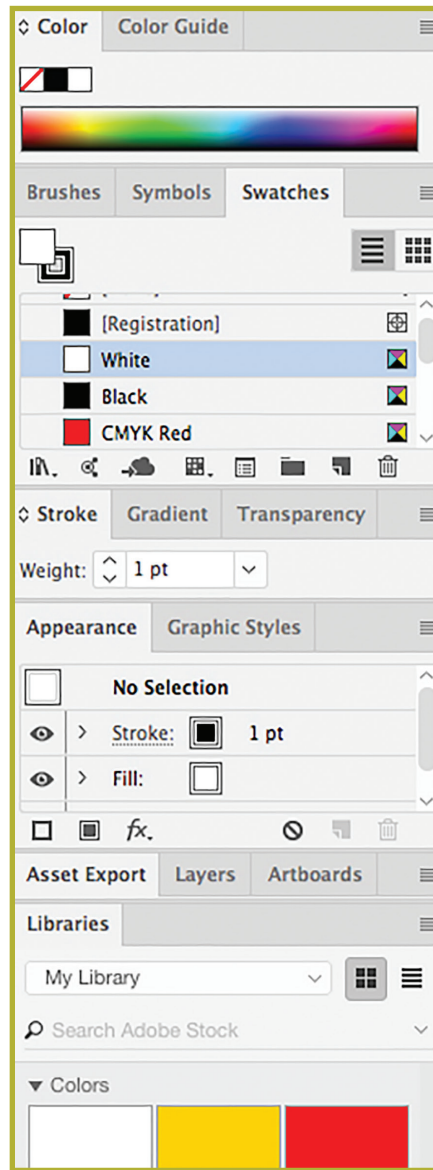 Color Color Guide
Brushes Symbols Swatches
[Registration]
White
Black
CMYK Red
Stroke Gradient Transparency
Weight: 1 pt
Appearance Graphic Styles
No Selection
Stroke: 1 pt
Fill:
fx.
Asset Export Layers Artboards
Libraries
My Library
Search Adobe Stock
Colors